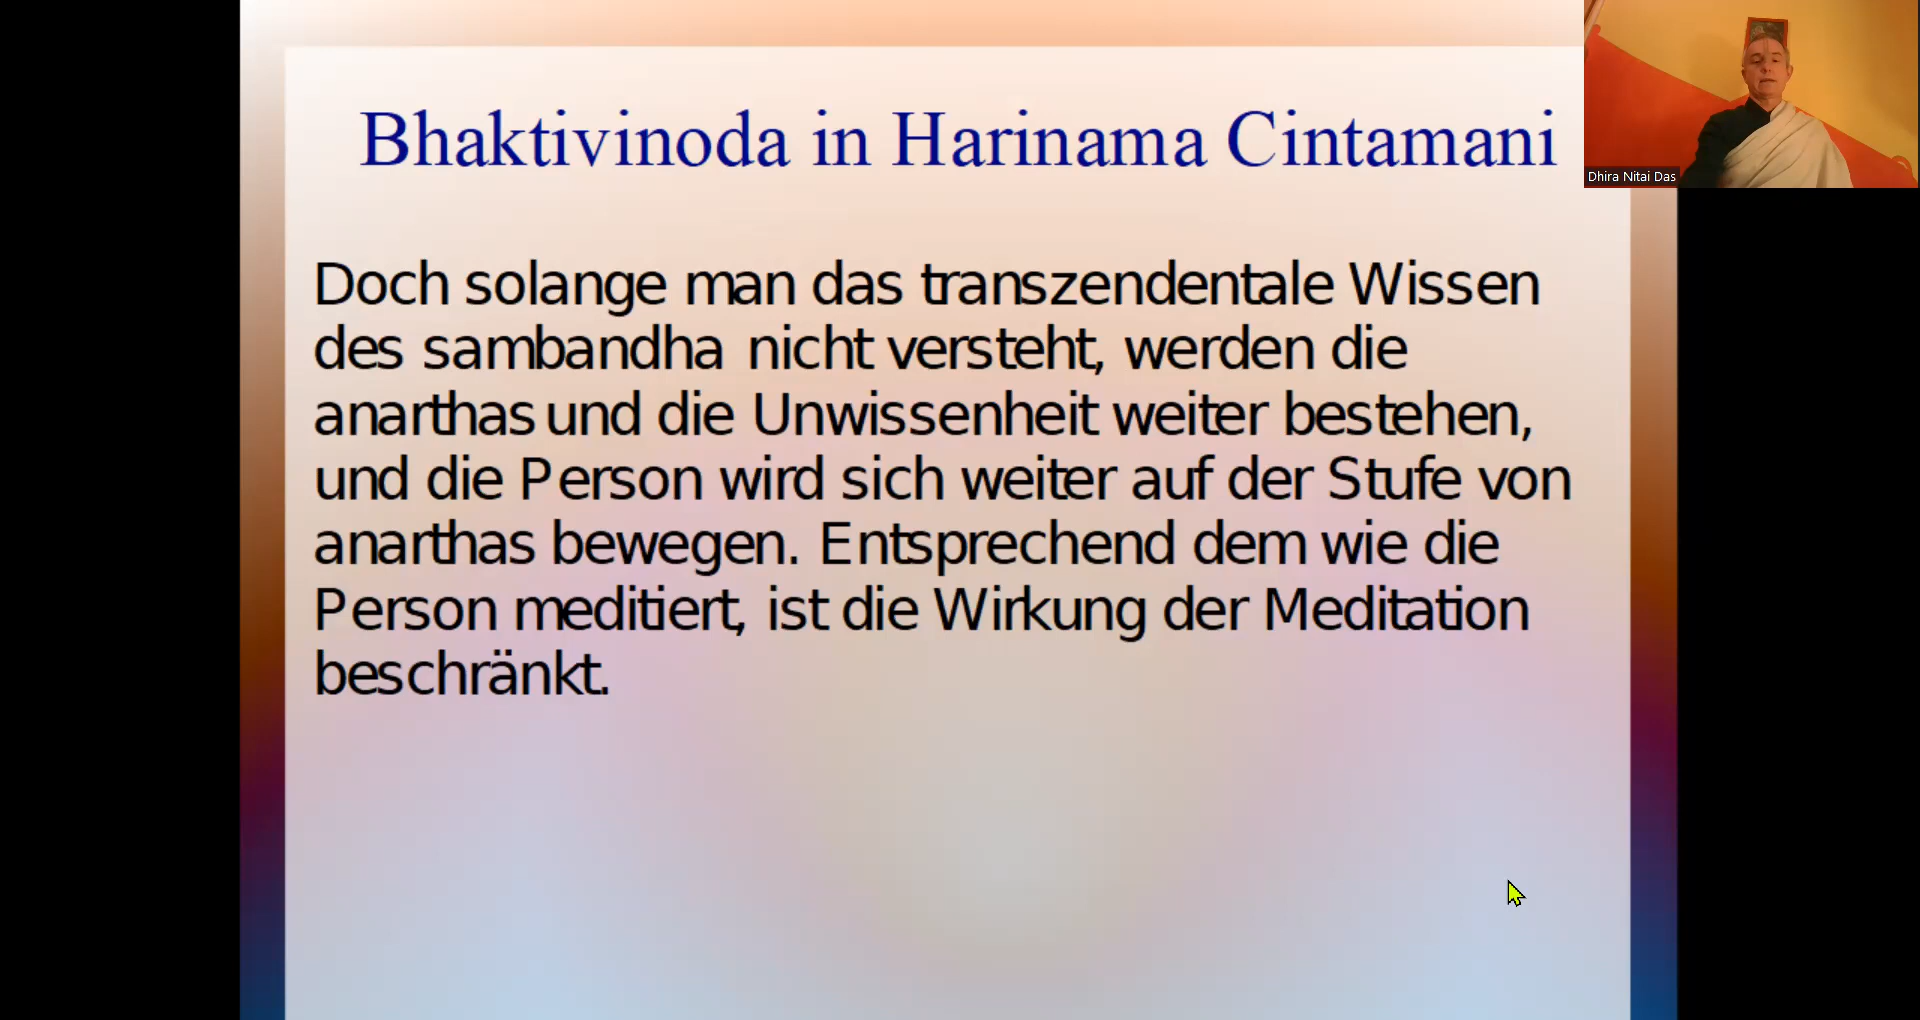 Bhaktivinoda in Harinama Cintamani
Dhira Nitai Das
Doch solange man das transzendentale Wissen
des sambandha nicht versteht, werden die
anarthas und die Unwissenheit weiter bestehen,
und die Person wird sich weiter auf der Stufe von
anarthas bewegen. Entsprechend dem wie die
Person meditiert, ist die Wirkung der Meditation
beschränkt.